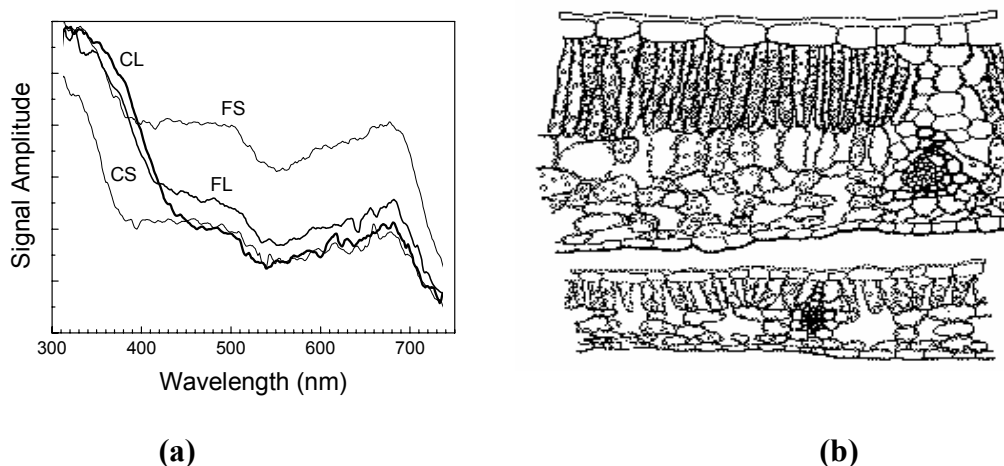 Signal Amplitude
CL
FS
CS
FL
300 400 500 600 700
Wavelength (nm)
(a) (b)